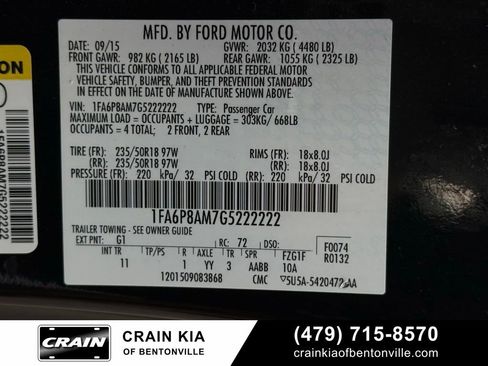 MFD. BY FORD MOTOR CO.
DATE: 09/15 GVWR: 2032 KG ( 4480 LB)
FRONT GAWR: 982 KG ( 2165 LB) REAR GAWR: 1055 KG ( 2325 LB)
THIS VEHICLE CONFORMS TO ALL APPLICABLE FEDERAL MOTOR
VEHICLE SAFETY, BUMPER, AND THEFT PREVENTION STANDARDS
IN EFFECT ON THE DATE OF MANUFACTURE SHOWN ABOVE.
VEHICLE: 1FA6P8AM7G5222222 TYPE: Passenger Car
MAXIMUM LOAD = OCCUPANTS + LUGGAGE = 303KG/ 668LB
OCCUPANTS = 4 TOTAL; 2 FRONT, 2 REAR
TIRE (FR): 235/50R18 97W RIMS (FR): 18x8.0J
(RR): 235/50R18 97W (RR): 18x8.0J
PRESSURE (FR): 220 kPa/ 32 PSI COLD (RR): 220 kPa/ 32 PSI COLD
1FA6P8AM7G5222222
TRAILER TOWING - SEE OWNER GUIDE
EXT PNT: G1 RC: 72 DSO: F0074
INT TR TP/PS R AXLE TR SPR FZG1F R0132
11 1 YY 3 AABB 10A
1201509083868 CMC
1FA6P8AM7G5222222
CRAIN
CRAIN KIA
OF BENTONVILLE
(479) 715-8570
crainkiaofbentonville.com